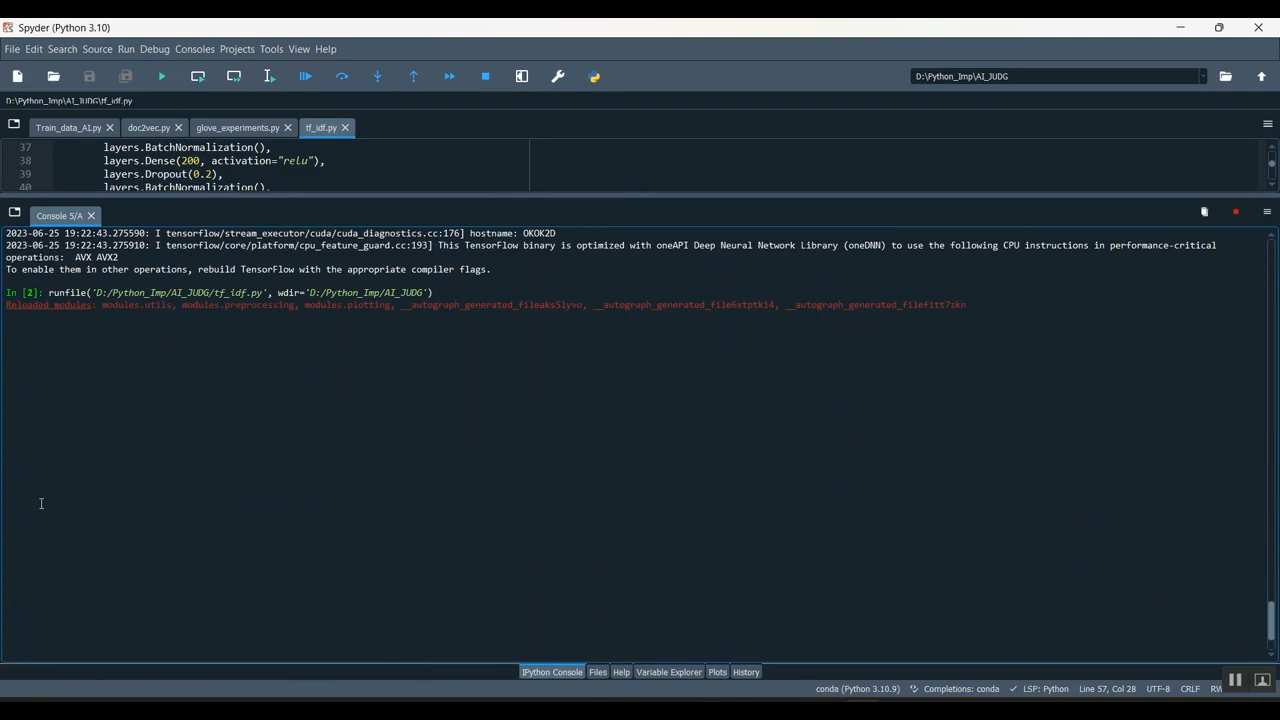 Spyder (Python 3.10)
File Edit Search Source Run Debug Consoles Projects Tools View Help
D:\Python_Imp\AI_JUDG
D:\Python_Imp\AI_JUDG\tf_idf.py
Train_data_AI.py doc2vec.py glove_experiments.py tf_idf.py
37 layers.BatchNormalization(),
38 layers.Dense(200, activation="relu"),
39 layers.Dropout(0.2),
40 layers.BatchNormalization(),
Console 5/A
2023-06-25 19:22:43.275590: I tensorflow/stream_executor/cuda/cuda_diagnostics.cc:176] hostname: OKOK2D
2023-06-25 19:22:43.275910: I tensorflow/core/platform/cpu_feature_guard.cc:193] This TensorFlow binary is optimized with oneAPI Deep Neural Network Library (oneDNN) to use the following CPU instructions in performance-critical
operations:  AVX AVX2
To enable them in other operations, rebuild TensorFlow with the appropriate compiler flags.
In [2]: runfile('D:/Python_Imp/AI_JUDG/tf_idf.py', wdir='D:/Python_Imp/AI_JUDG')
Reloaded modules: modules.utils, modules.preprocessing, modules.plotting, __autograph_generated_fileaks5lyvo, __autograph_generated_file6xtptki4, __autograph_generated_filefitt7zkn
IPython Console Files Help Variable Explorer Plots History
conda (Python 3.10.9) Completions: conda LSP: Python Line 57, Col 28 UTF-8 CRLF RW